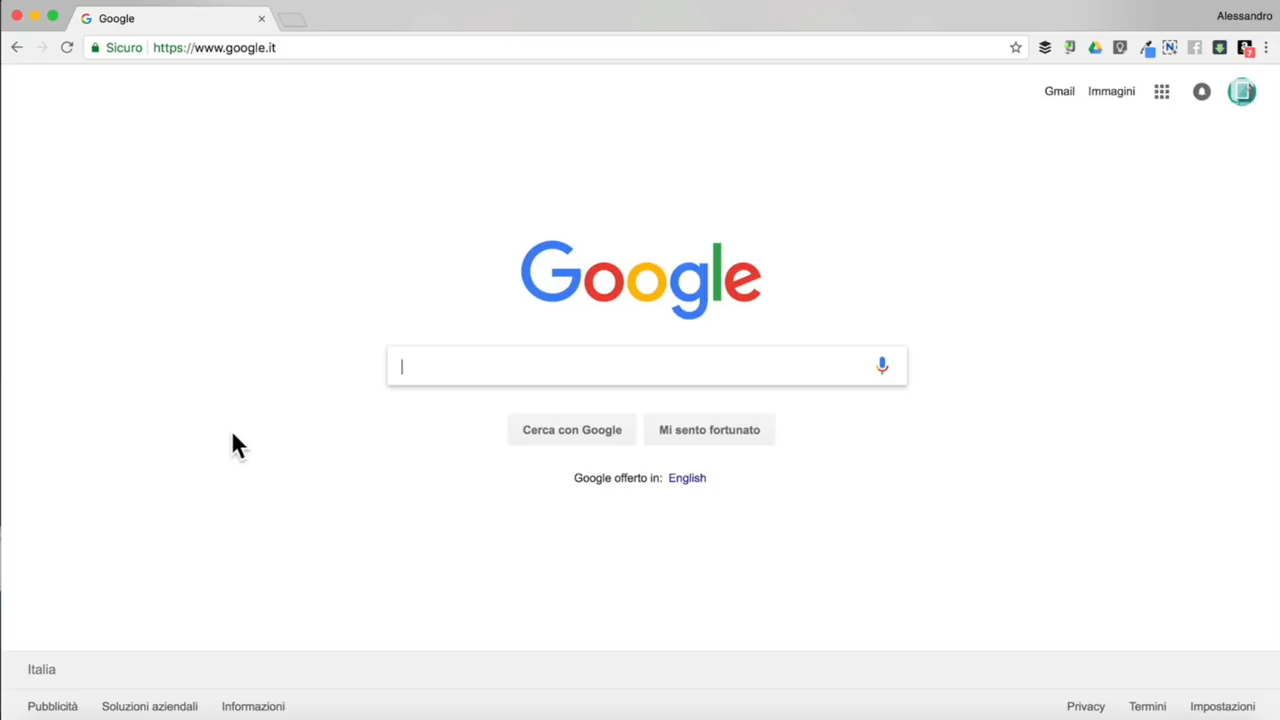 Google
Alessandro
Sicuro
https://www.google.it
7
Gmail
Immagini
Google
Cerca con Google
Mi sento fortunato
Google offerto in: English
Italia
Pubblicità
Soluzioni aziendali
Informazioni
Privacy
Termini
Impostazioni